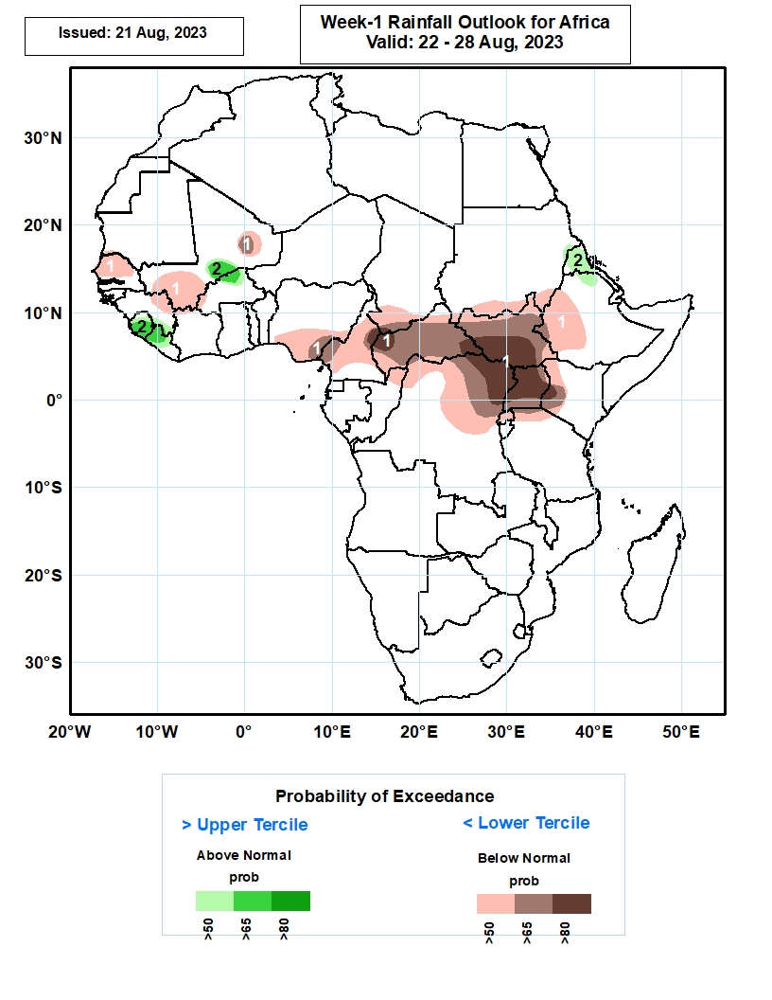 Issued: 21 Aug, 2023
Week-1 Rainfall Outlook for Africa
Valid: 22 - 28 Aug, 2023
30°N
20°N
10°N
0°
10°S
20°S
30°S
1
2
2
1
1
2
1
1
1
1
20°W 10°W 0° 10°E 20°E 30°E 40°E 50°E
Probability of Exceedance
> Upper Tercile
< Lower Tercile
Above Normal
Below Normal
prob
prob
>50 >65 >80
>50 >65 >80